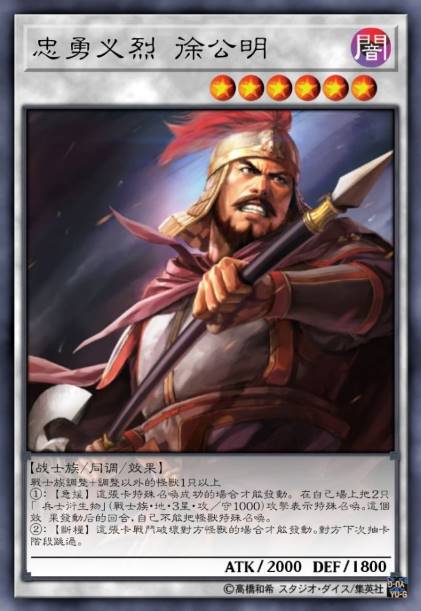 忠勇义烈 徐公明
闇
【战士族/同调/效果】
戰士族調整+調整以外的怪獸1只以上
①:【急援】這張卡特殊召喚成功的場合才能發動。在自己場上把2只
「兵士衍生物」(戰士族·地·3星·攻/守1000)攻擊表示特殊召喚。這個
效 果發動后的回合,自己不能把怪獸特殊召喚。
②:【斷糧】這張卡戰鬥破壞對方怪獸的場合才能發動。對方下次抽卡
階段跳過。
ATK/2000 DEF/1800
©高橋和希 スタジオ・ダイス/集英社